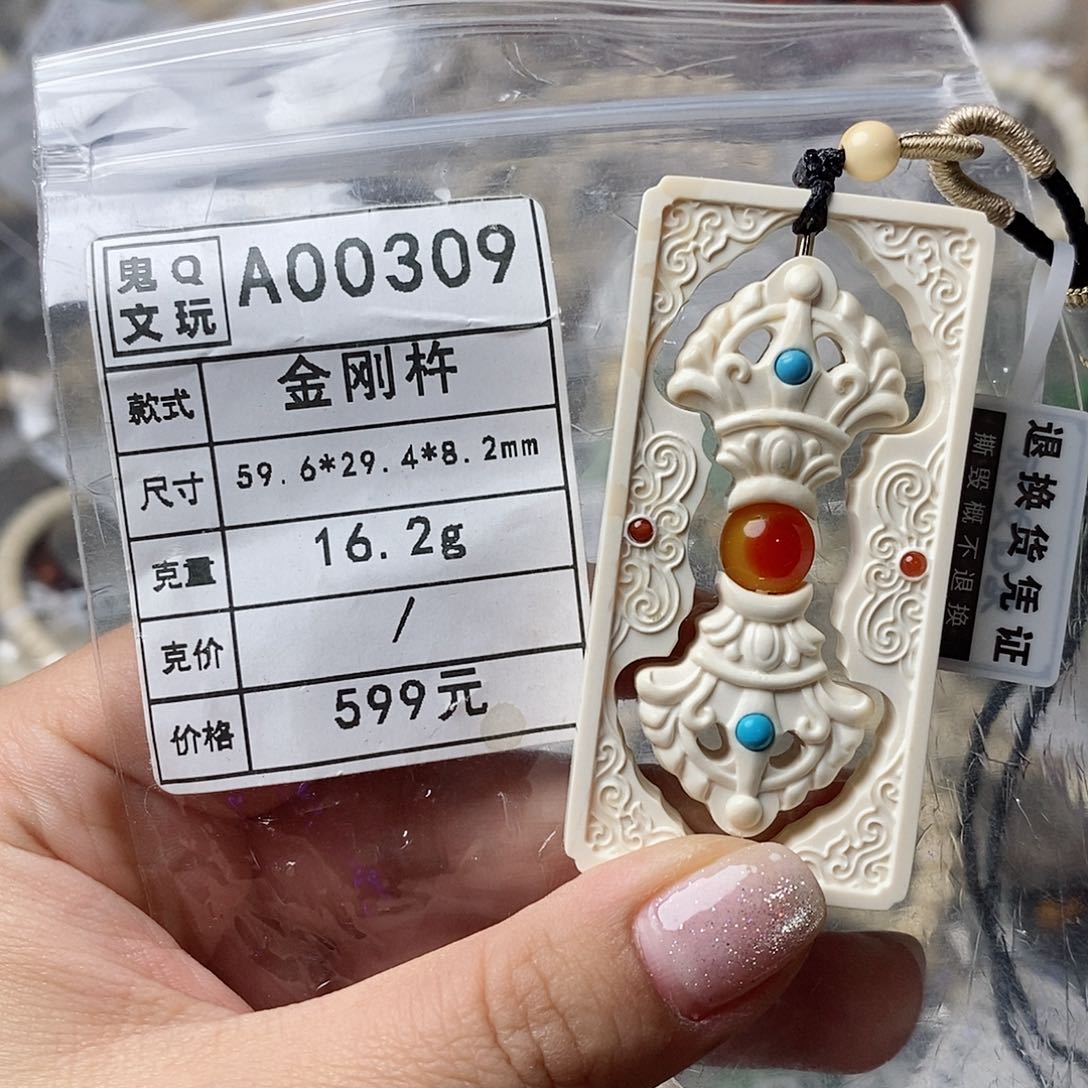 鬼Q
文玩
A00309
款式
金刚杵
尺寸
59.6*29.4*8.2mm
克量
16.2g
克价
/
价格
599元
退换货凭证
撕毁概不退换